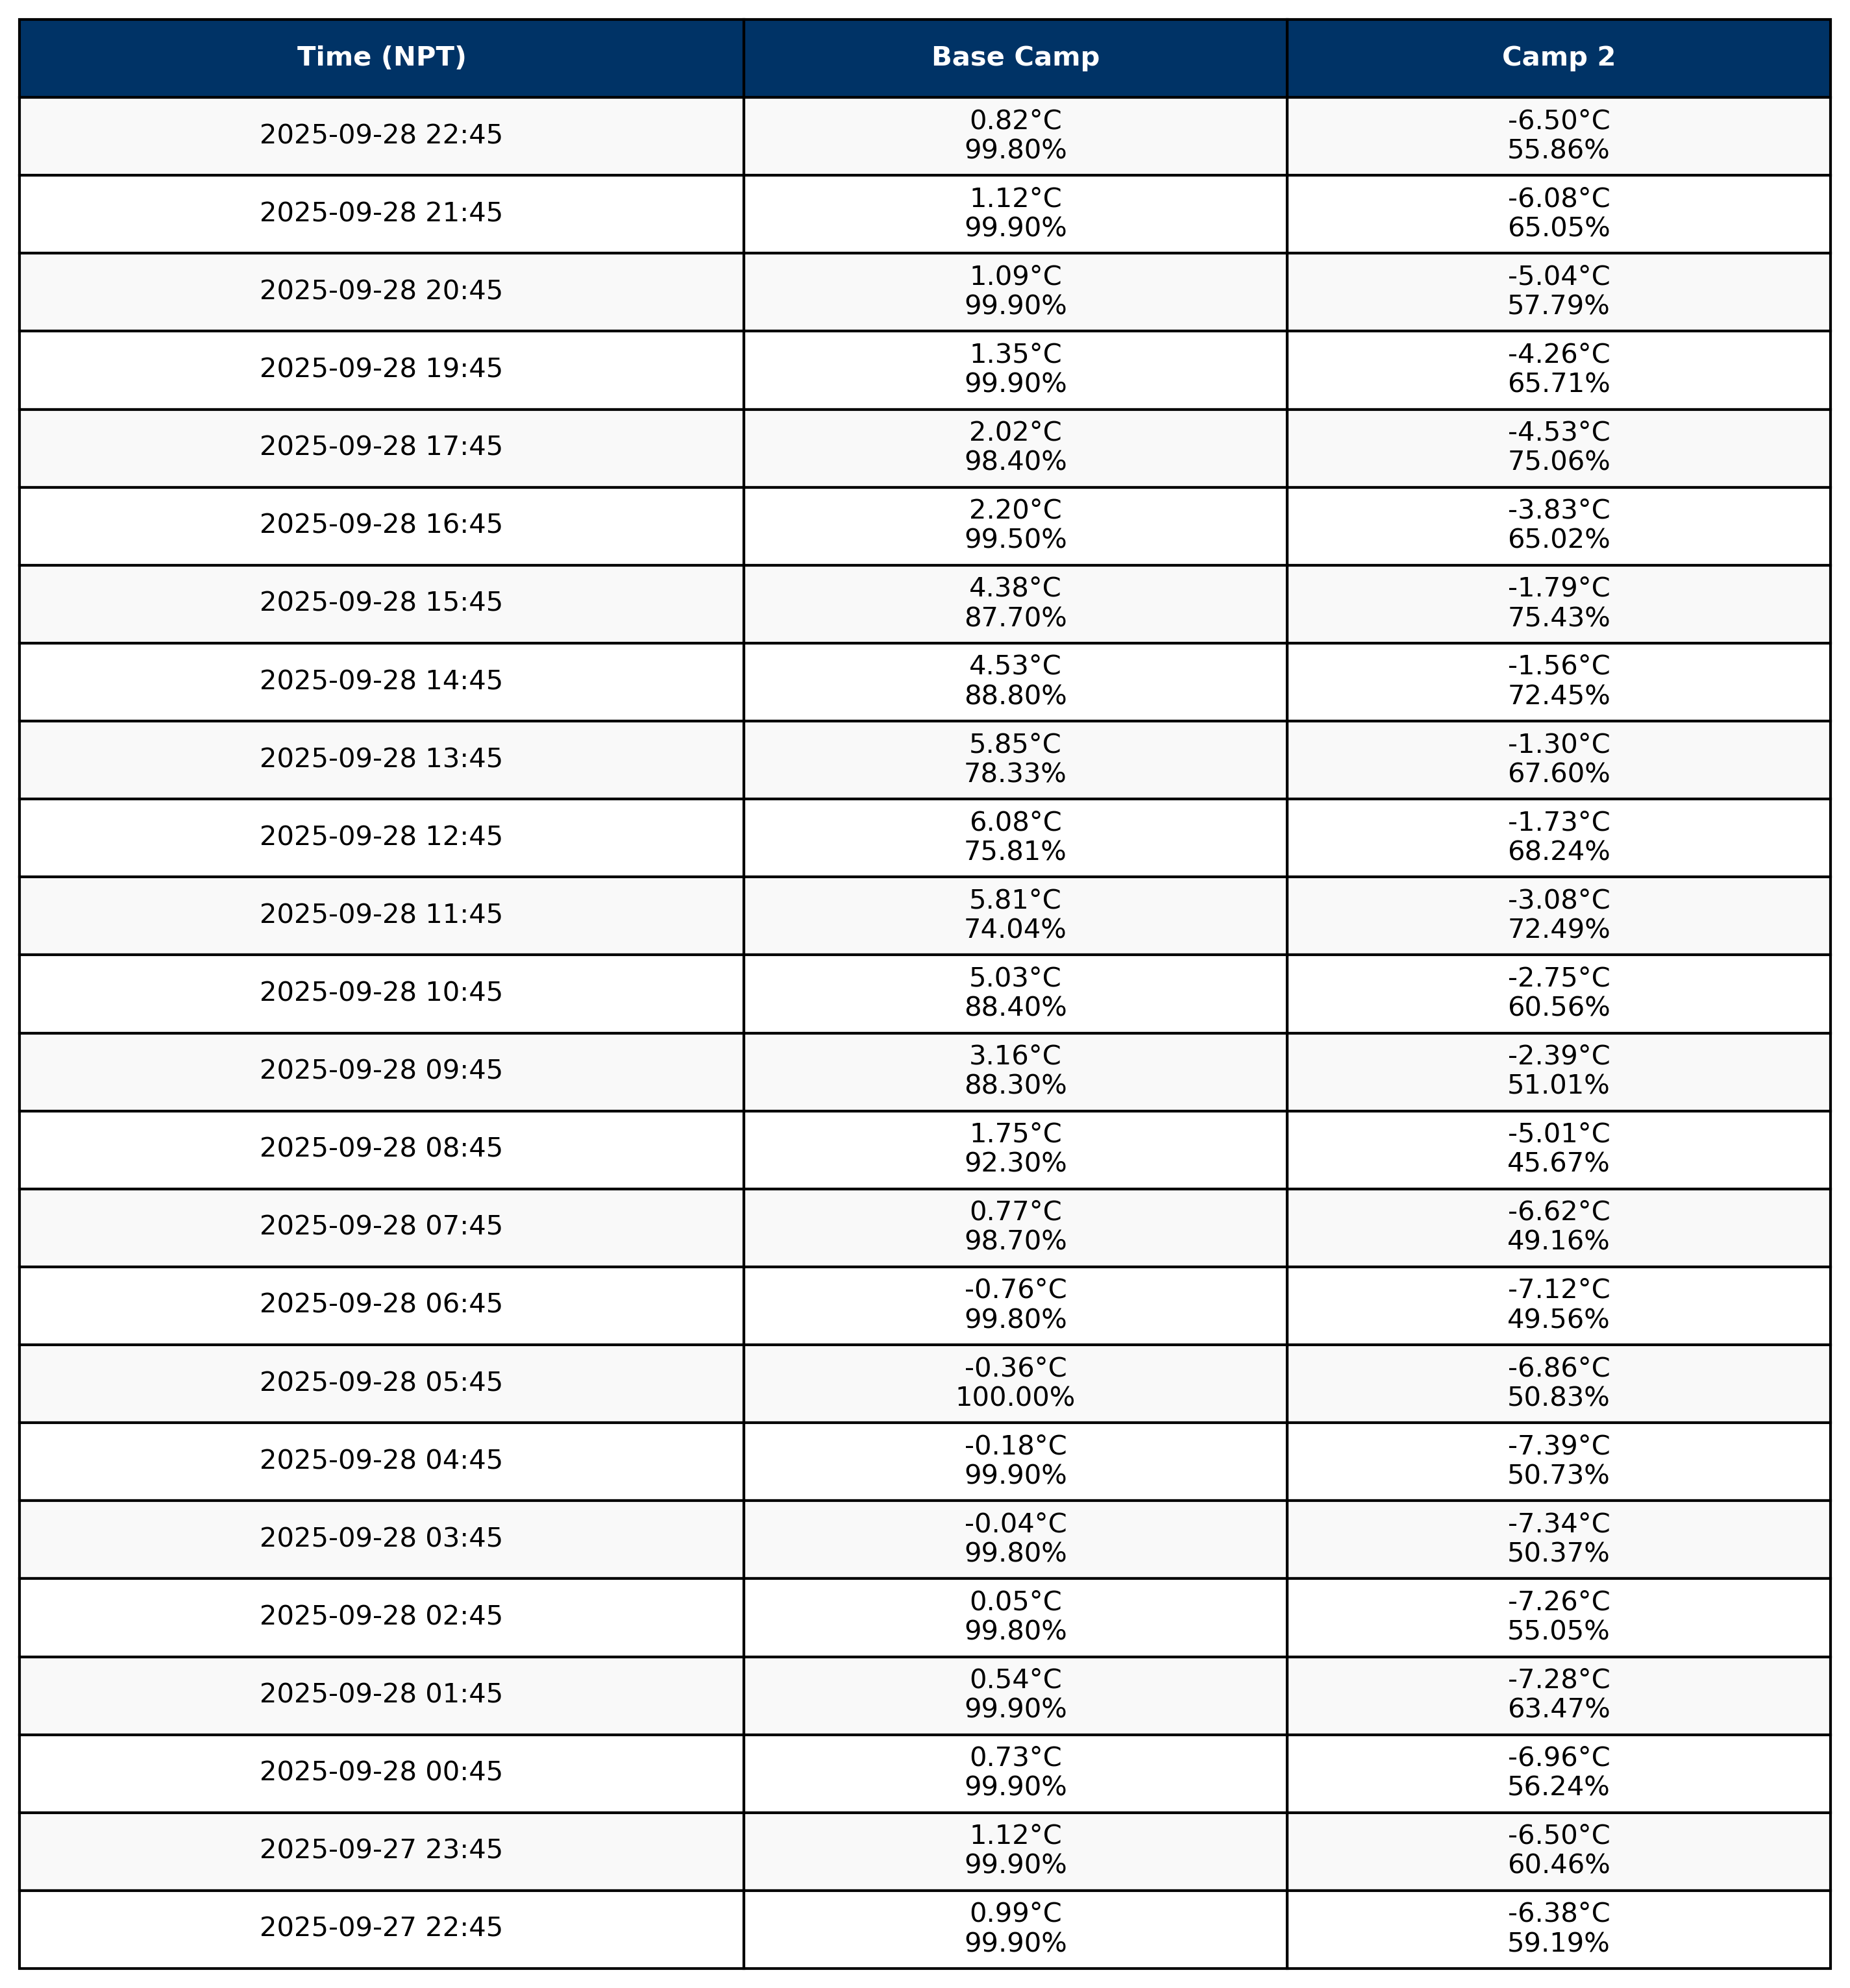 Time (NPT) Base Camp Camp 2
2025-09-28 22:45 0.82°C -6.50°C
99.80% 55.86%
2025-09-28 21:45 1.12°C -6.08°C
99.90% 65.05%
2025-09-28 20:45 1.09°C -5.04°C
99.90% 57.79%
2025-09-28 19:45 1.35°C -4.26°C
99.90% 65.71%
2025-09-28 17:45 2.02°C -4.53°C
98.40% 75.06%
2025-09-28 16:45 2.20°C -3.83°C
99.50% 65.02%
2025-09-28 15:45 4.38°C -1.79°C
87.70% 75.43%
2025-09-28 14:45 4.53°C -1.56°C
88.80% 72.45%
2025-09-28 13:45 5.85°C -1.30°C
78.33% 67.60%
2025-09-28 12:45 6.08°C -1.73°C
75.81% 68.24%
2025-09-28 11:45 5.81°C -3.08°C
74.04% 72.49%
2025-09-28 10:45 5.03°C -2.75°C
88.40% 60.56%
2025-09-28 09:45 3.16°C -2.39°C
88.30% 51.01%
2025-09-28 08:45 1.75°C -5.01°C
92.30% 45.67%
2025-09-28 07:45 0.77°C -6.62°C
98.70% 49.16%
2025-09-28 06:45 -0.76°C -7.12°C
99.80% 49.56%
2025-09-28 05:45 -0.36°C -6.86°C
100.00% 50.83%
2025-09-28 04:45 -0.18°C -7.39°C
99.90% 50.73%
2025-09-28 03:45 -0.04°C -7.34°C
99.80% 50.37%
2025-09-28 02:45 0.05°C -7.26°C
99.80% 55.05%
2025-09-28 01:45 0.54°C -7.28°C
99.90% 63.47%
2025-09-28 00:45 0.73°C -6.96°C
99.90% 56.24%
2025-09-27 23:45 1.12°C -6.50°C
99.90% 60.46%
2025-09-27 22:45 0.99°C -6.38°C
99.90% 59.19%